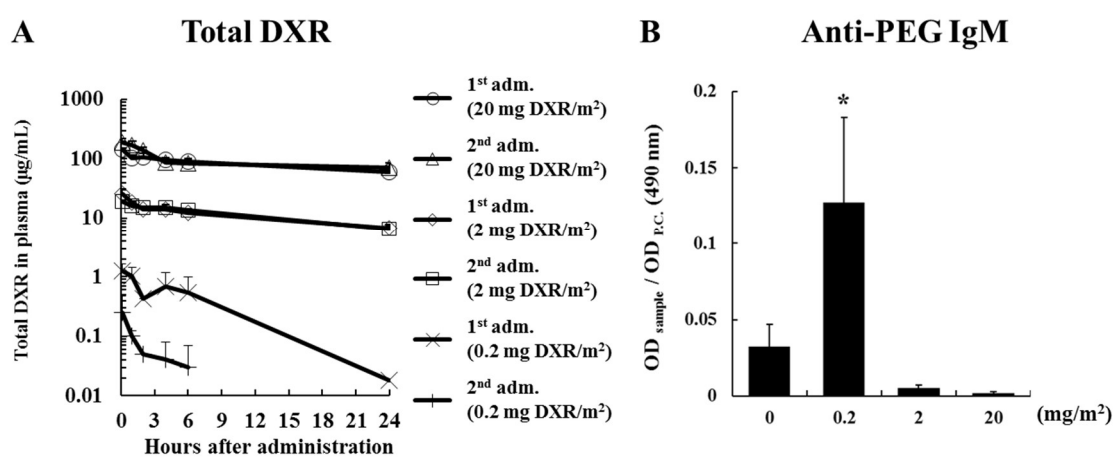 A Total DXR
Total DXR in plasma (µg/mL)
1000
100
10
1
0.1
0.01
0 3 6 9 12 15 18 21 24
Hours after administration
1st adm.
(20 mg DXR/m²)
2nd adm.
(20 mg DXR/m²)
1st adm.
(2 mg DXR/m²)
2nd adm.
(2 mg DXR/m²)
1st adm.
(0.2 mg DXR/m²)
2nd adm.
(0.2 mg DXR/m²)
B Anti-PEG IgM
OD sample / OD P.C. (490 nm)
0.2
0.15
0.1
0.05
0
*
0 0.2 2 20 (mg/m²)